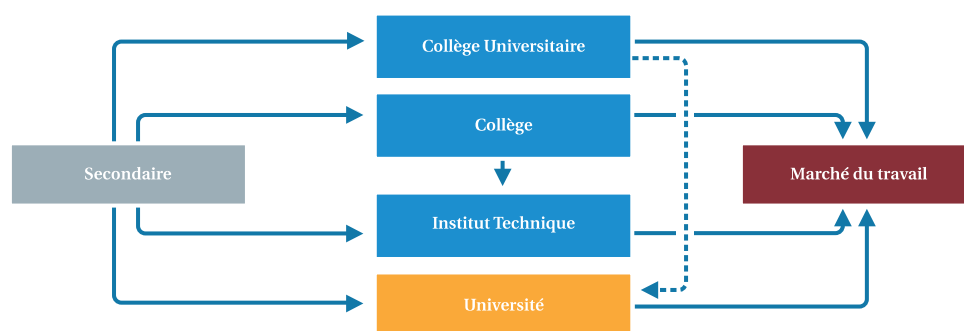 Collège Universitaire
Collège
Secondaire
Marché du travail
Institut Technique
Université